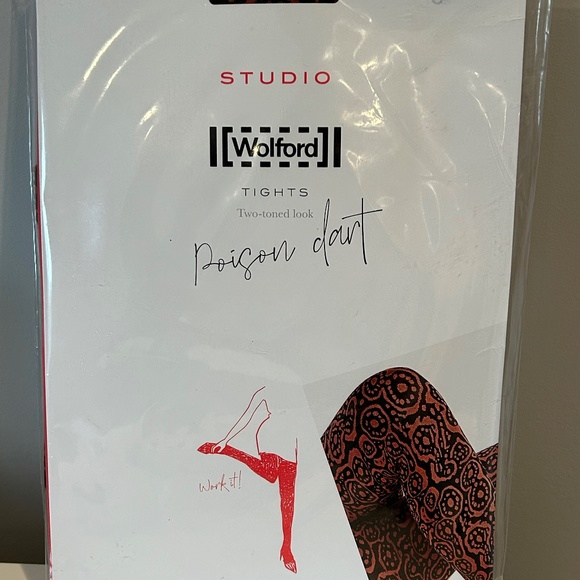 STUDIO
Wolford
TIGHTS
Two-toned look
poison dart
Work it!